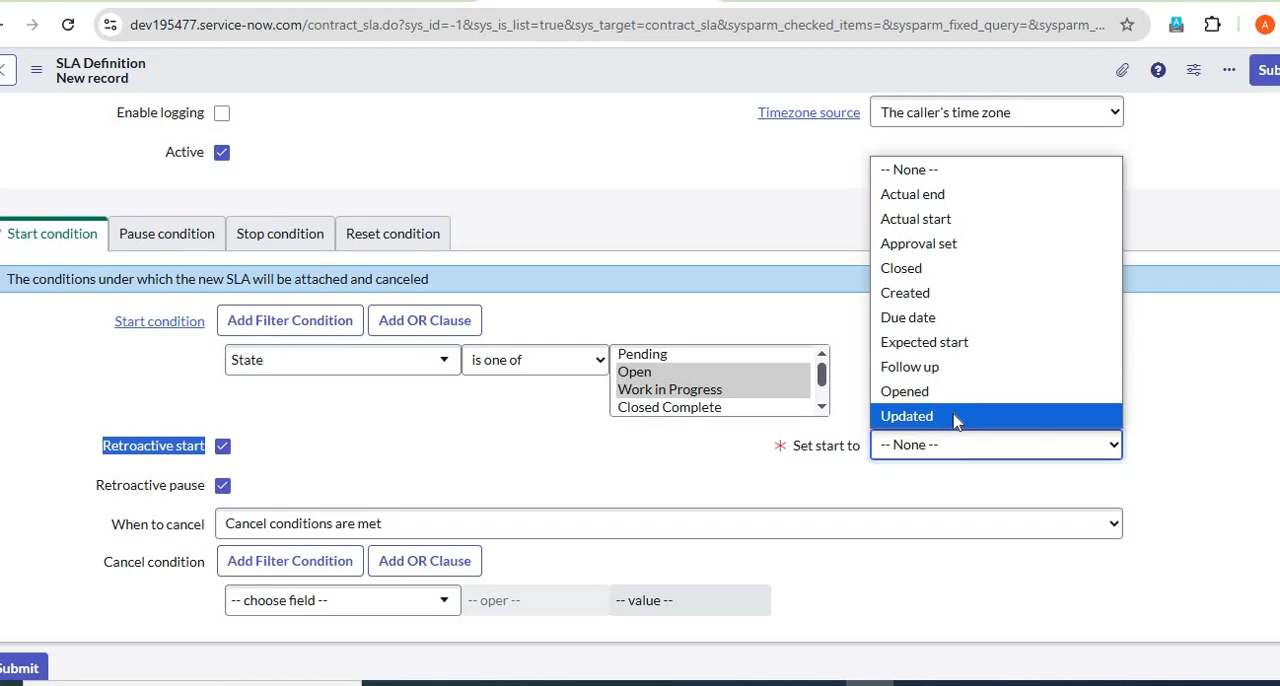 dev195477.service-now.com/contract_sla.do?sys_id=-1&sys_is_list=true&sys_target=contract_sla&sysparm_checked_items=&sysparm_fixed_query=&sysparm_...
A
SLA Definition
New record
Sub
Enable logging
Timezone source
The caller's time zone
Active
-- None --
Actual end
Actual start
Approval set
Closed
Created
Due date
Expected start
Follow up
Opened
Updated
Start condition
Pause condition
Stop condition
Reset condition
The conditions under which the new SLA will be attached and canceled
Start condition
Add Filter Condition
Add OR Clause
State
is one of
Pending
Open
Work in Progress
Closed Complete
Retroactive start
* Set start to
-- None --
Retroactive pause
When to cancel
Cancel conditions are met
Cancel condition
Add Filter Condition
Add OR Clause
-- choose field --
-- oper --
-- value --
Submit